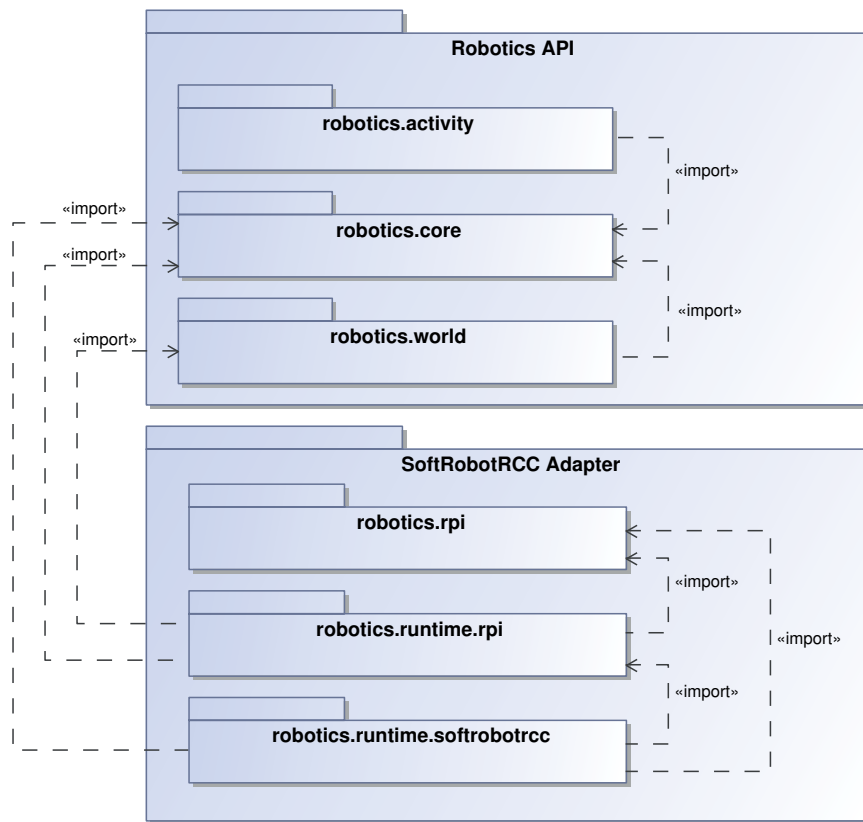 Robotics API
robotics.activity
«import»
«import»
robotics.core
«import»
«import»
«import»
robotics.world
SoftRobotRCC Adapter
robotics.rpi
«import»
robotics.runtime.rpi
«import»
«import»
robotics.runtime.softrobotrcc